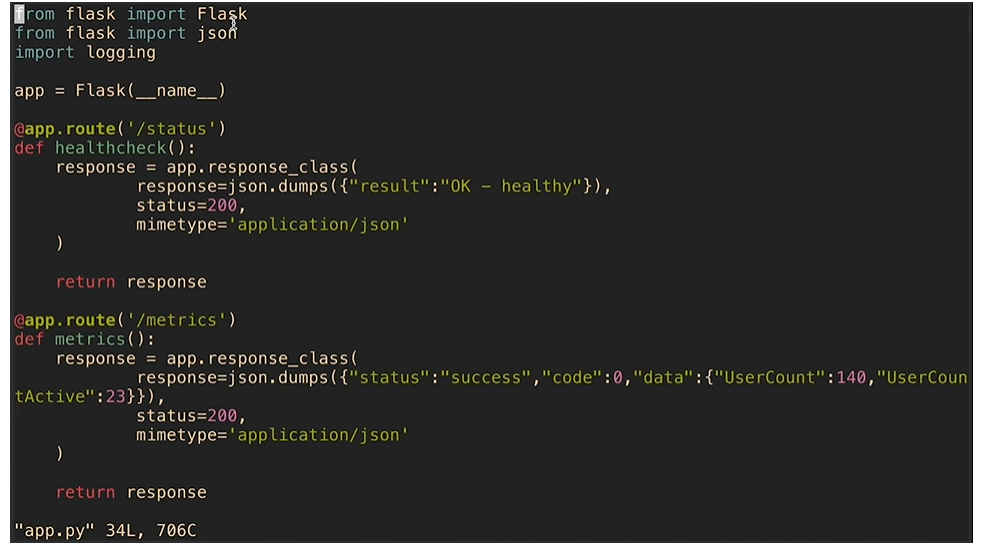 from flask import Flask
from flask import json
import logging

app = Flask(__name__)

@app.route('/status')
def healthcheck():
    response = app.response_class(
            response=json.dumps({"result":"OK - healthy"}),
            status=200,
            mimetype='application/json'
    )

    return response

@app.route('/metrics')
def metrics():
    response = app.response_class(
            response=json.dumps({"status":"success","code":0,"data":{"UserCount":140,"UserCoun
tActive":23}}),
            status=200,
            mimetype='application/json'
    )

    return response

"app.py" 34L, 706C